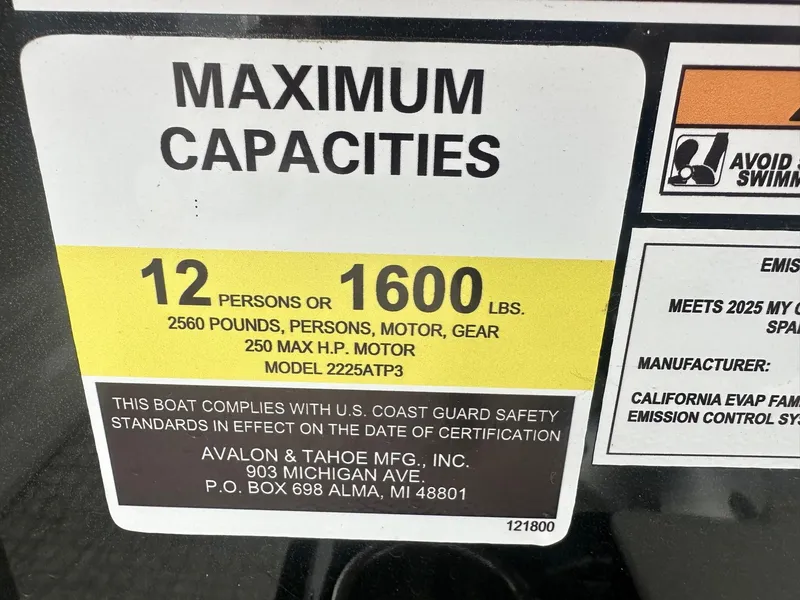 MAXIMUM
CAPACITIES
12 PERSONS OR 1600 LBS.
2560 POUNDS, PERSONS, MOTOR, GEAR
250 MAX H.P. MOTOR
MODEL 2225ATP3
THIS BOAT COMPLIES WITH U.S. COAST GUARD SAFETY
STANDARDS IN EFFECT ON THE DATE OF CERTIFICATION
AVALON & TAHOE MFG., INC.
903 MICHIGAN AVE.
P.O. BOX 698 ALMA, MI 48801
121800
AVOID
SWIMM
EMIS
MEETS 2025 MY
SPA
MANUFACTURER:
CALIFORNIA EVAP FAM
EMISSION CONTROL SYS